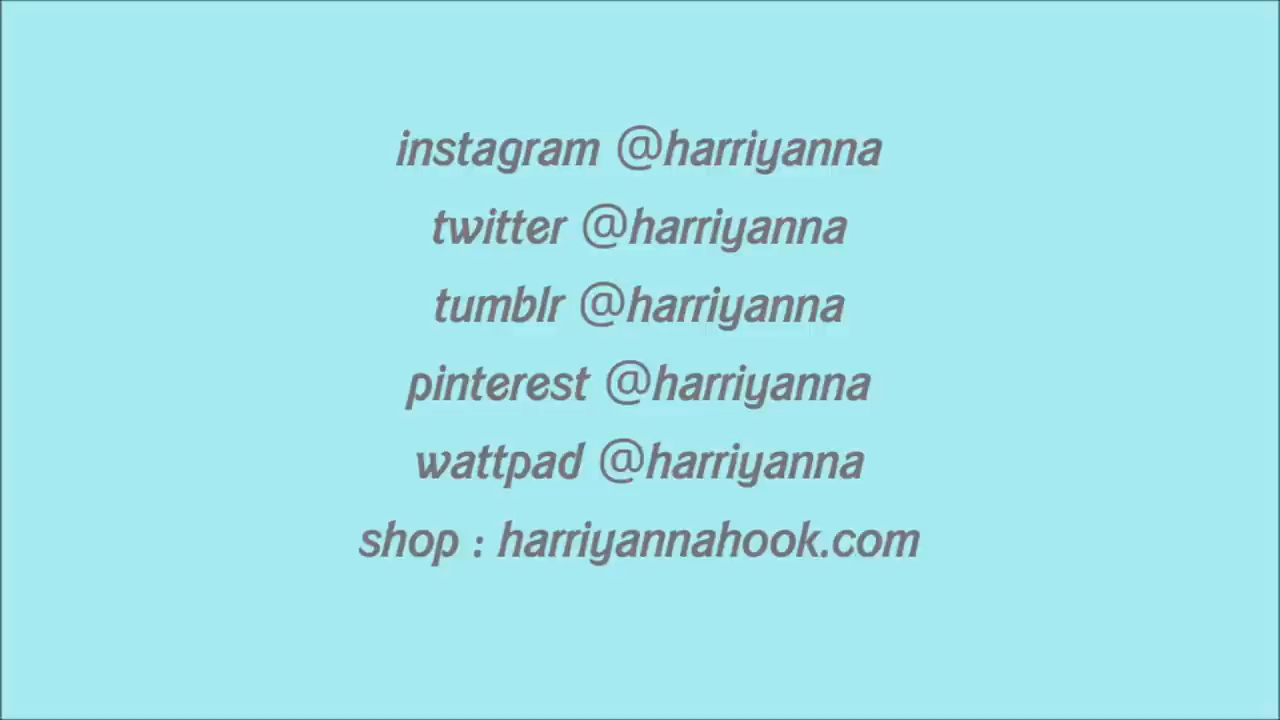 instagram @harriyanna
twitter @harriyanna
tumblr @harriyanna
pinterest @harriyanna
wattpad @harriyanna
shop : harriyannahook.com